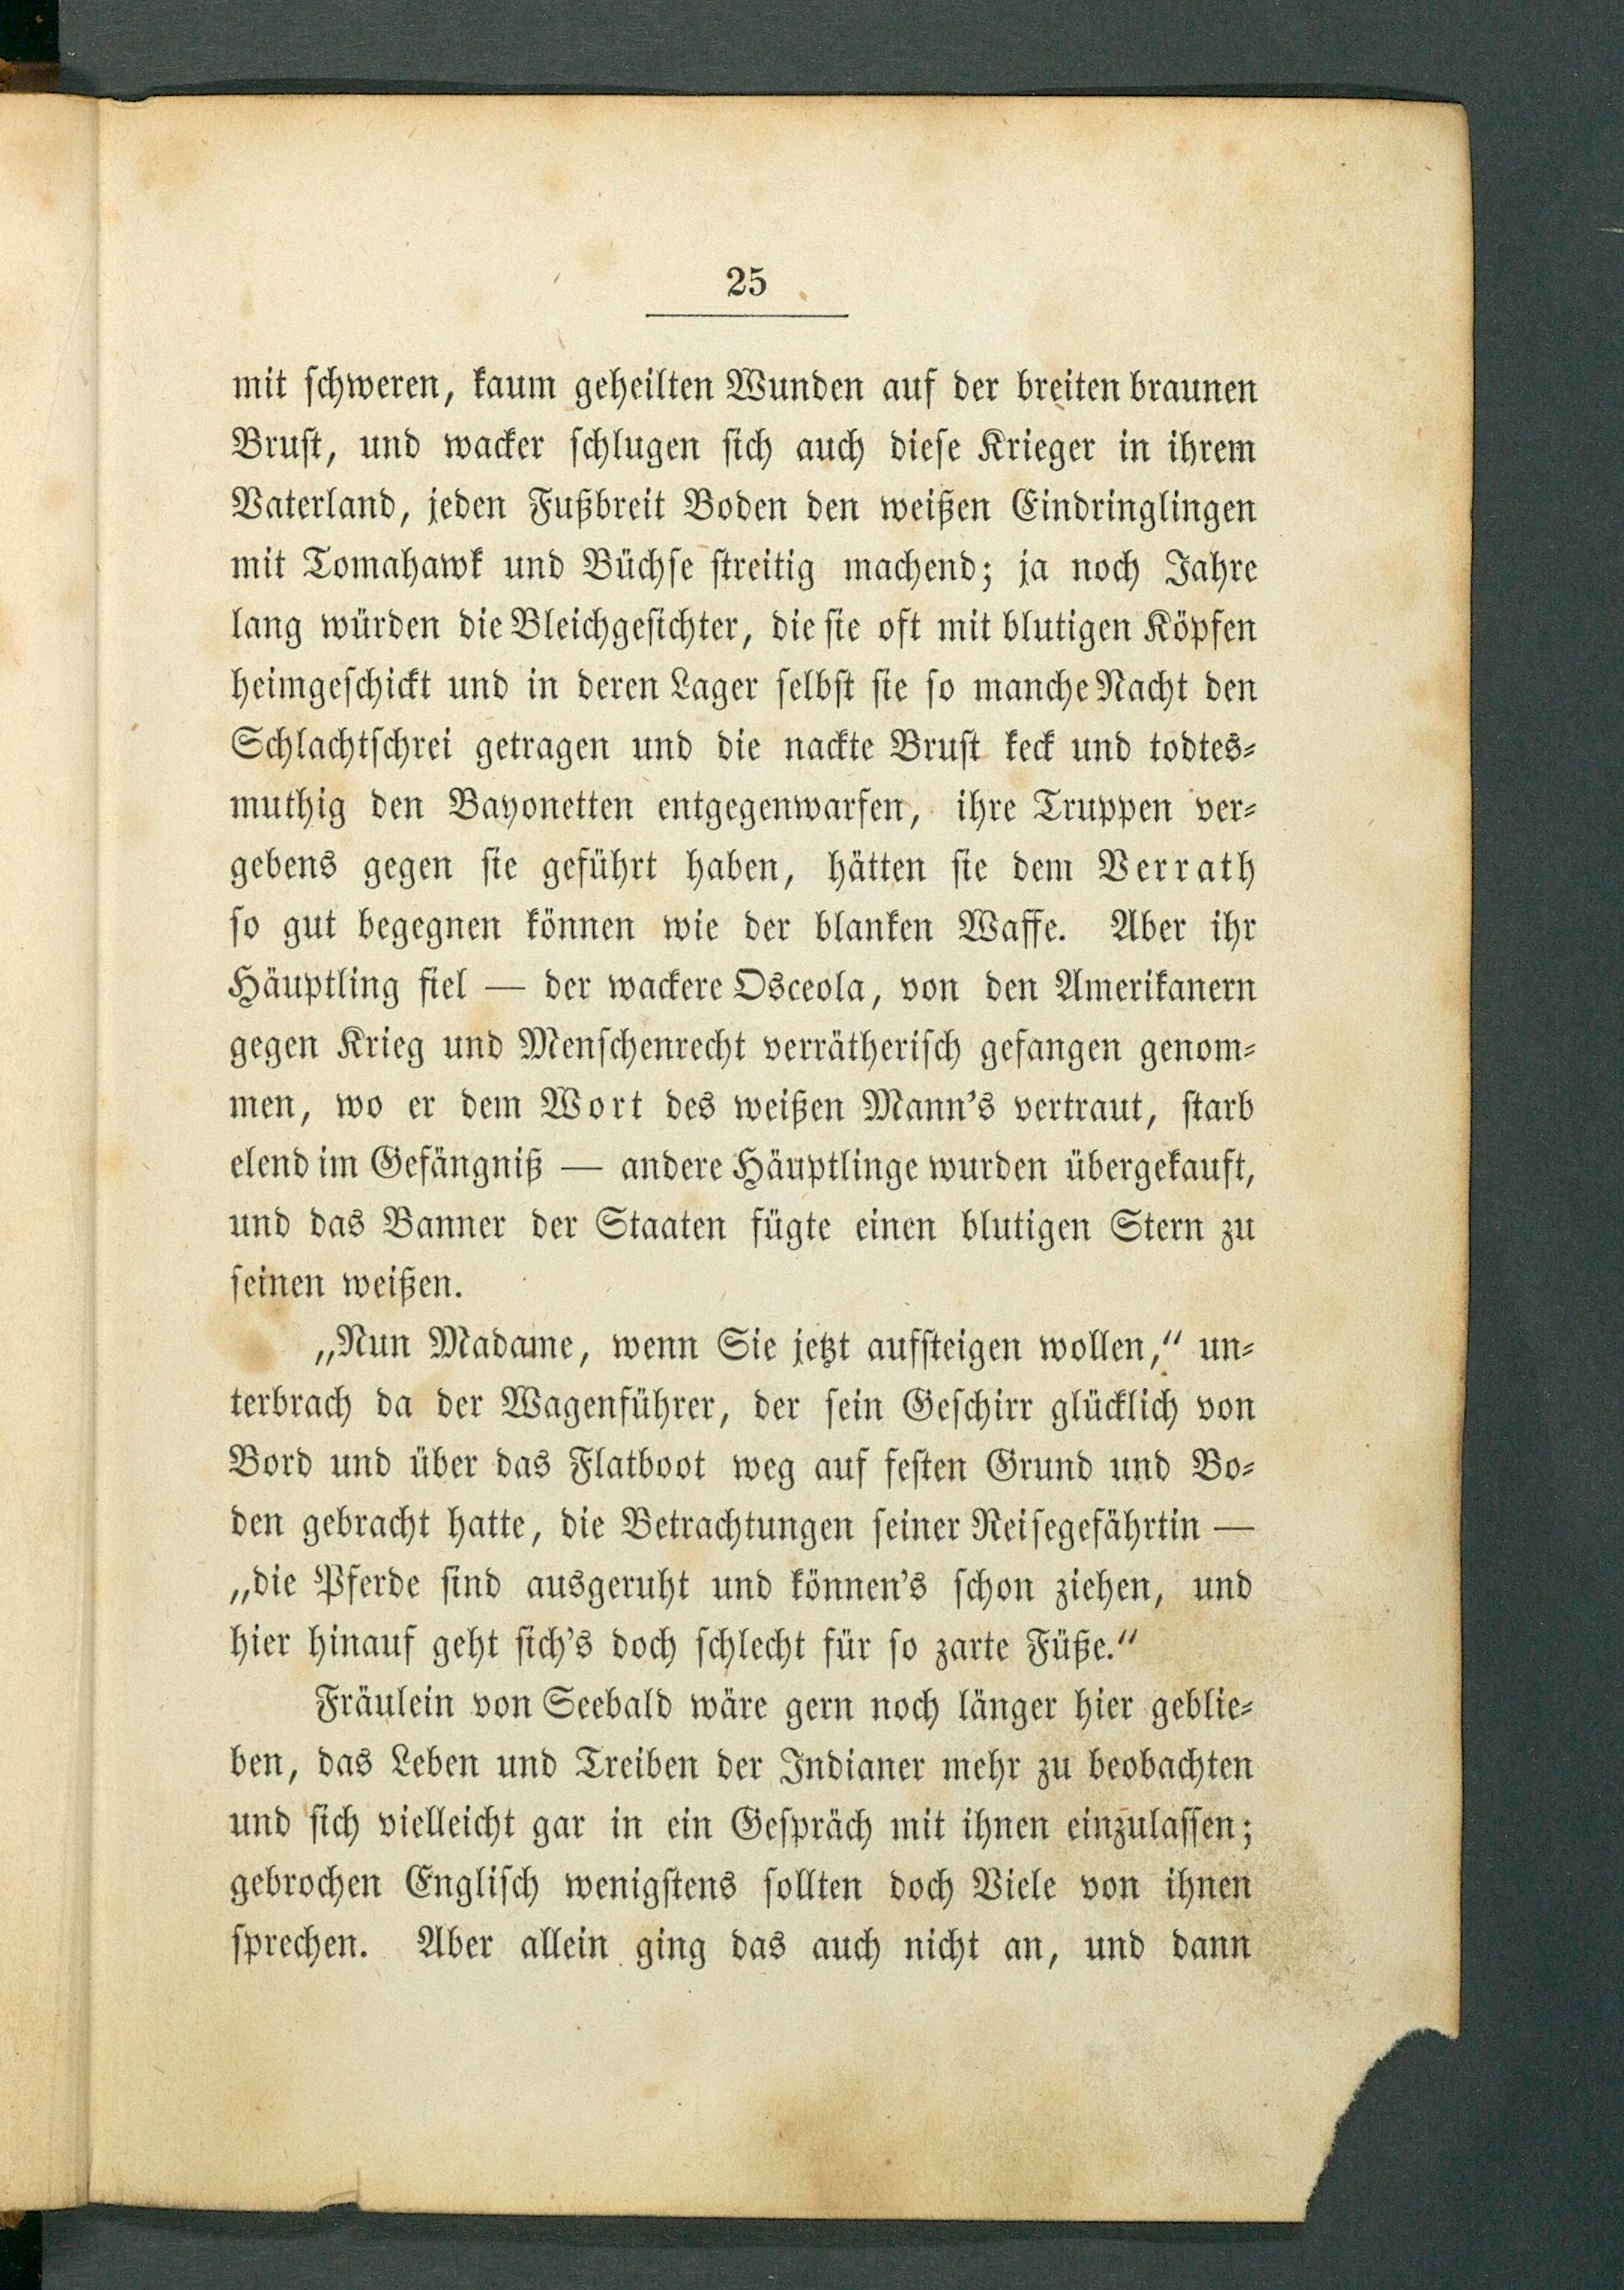 25
mit schweren, kaum geheilten Wunden auf der breiten braunen
Brust, und wacker schlugen sich auch diese Krieger in ihrem
Vaterland, jeden Fußbreit Boden den weißen Eindringlingen
mit Tomahawk und Büchse streitig machend; ja noch Jahre
lang würden die Bleichgesichter, die sie oft mit blutigen Köpfen
heimgeschickt und in deren Lager selbst sie so manche Nacht den
Schlachtschrei getragen und die nackte Brust keck und todtes-
muthig den Bayonetten entgegenwarfen, ihre Truppen ver-
gebens gegen sie geführt haben, hätten sie dem Verrath
so gut begegnen können wie der blanken Waffe. Aber ihr
Häuptling fiel — der wackere Osceola, von den Amerikanern
gegen Krieg und Menschenrecht verrätherisch gefangen genom-
men, wo er dem Wort des weißen Mann's vertraut, starb
elend im Gefängniß — andere Häuptlinge wurden übergekauft,
und das Banner der Staaten fügte einen blutigen Stern zu
seinen weißen.
„Nun Madame, wenn Sie jetzt aufsteigen wollen,“ un-
terbrach da der Wagenführer, der sein Geschirr glücklich von
Bord und über das Flatboot weg auf festen Grund und Bo-
den gebracht hatte, die Betrachtungen seiner Reisegefährtin —
„die Pferde sind ausgeruht und können's schon ziehen, und
hier hinauf geht sich's doch schlecht für so zarte Füße.“
Fräulein von Seebald wäre gern noch länger hier geblie-
ben, das Leben und Treiben der Indianer mehr zu beobachten
und sich vielleicht gar in ein Gespräch mit ihnen einzulassen;
gebrochen Englisch wenigstens sollten doch Viele von ihnen
sprechen. Aber allein ging das auch nicht an, und dann